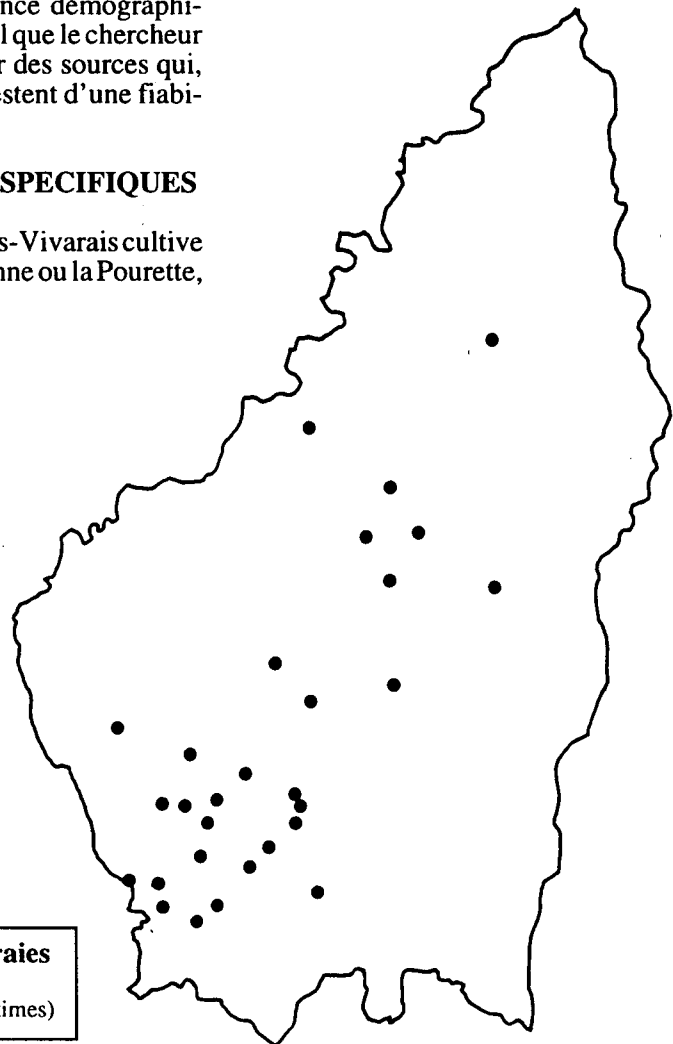 nce démographi-
l que le chercheur
r des sources qui,
estent d'une fiabi-
SPECIFIQUES
s-Vivarais cultive
nne ou la Pourette,
raies
times)